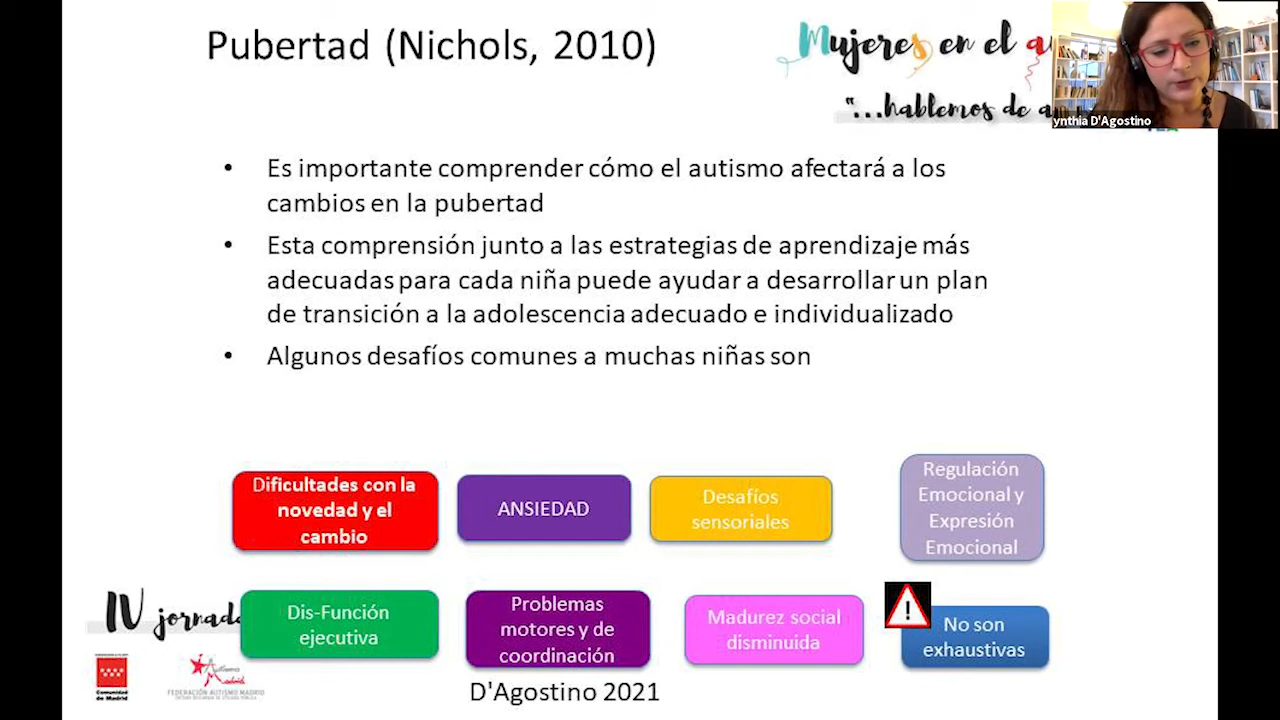 Pubertad (Nichols, 2010)
Mujeres en el
"...hablemos de
ynthia D'Agostino
• Es importante comprender cómo el autismo afectará a los
cambios en la pubertad
• Esta comprensión junto a las estrategias de aprendizaje más
adecuadas para cada niña puede ayudar a desarrollar un plan
de transición a la adolescencia adecuado e individualizado
• Algunos desafíos comunes a muchas niñas son
Dificultades con la
novedad y el
cambio
ANSIEDAD
Desafíos
sensoriales
Regulación
Emocional y
Expresión
Emocional
IV jornada
Dis-Función
ejecutiva
Problemas
motores y de
coordinación
Madurez social
disminuida
!
No son
exhaustivas
Comunidad
de Madrid
Autismo
Madrid
FEDERACIÓN AUTISMO MADRID
D'Agostino 2021